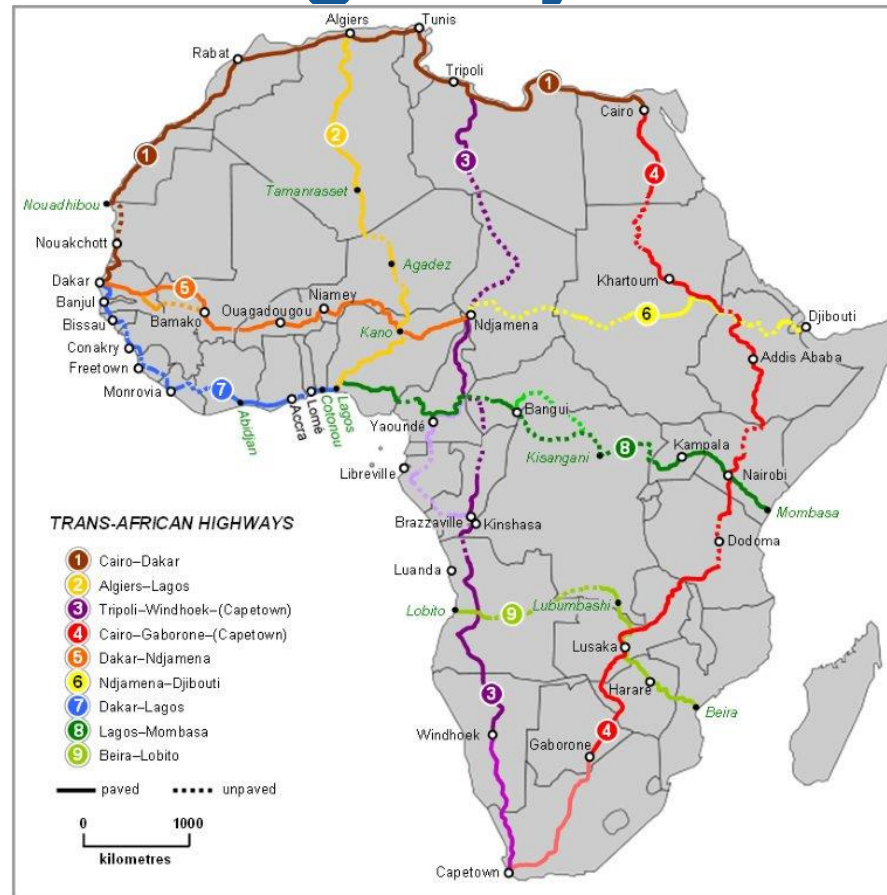 Algiers
Tunis
Rabat
Tripoli
1
Cairo
2
3
4
1
Tamanrasset
Nouadhibou
Nouakchott
Agadez
Khartoum
Dakar
5
Niamey
Banjul
Ouagadougou
Bamako
Bissau
Kano
Ndjamena
6
Djibouti
Conakry
Freetown
Addis Ababa
Monrovia
7
Abidjan
Accra
Lomé
Cotonou
Lagos
Yaoundé
Bangui
Kampala
Kisangani
8
Libreville
Nairobi
Mombasa
Brazzaville
Kinshasa
Dodoma
Luanda
Lobito
9
Lubumbashi
Lusaka
Harare
Beira
3
Windhoek
Gaborone
4
Capetown
TRANS-AFRICAN HIGHWAYS
1 Cairo–Dakar
2 Algiers–Lagos
3 Tripoli–Windhoek–(Capetown)
4 Cairo–Gaborone–(Capetown)
5 Dakar–Ndjamena
6 Ndjamena–Djibouti
7 Dakar–Lagos
8 Lagos–Mombasa
9 Beira–Lobito
paved unpaved
0 1000
kilometres